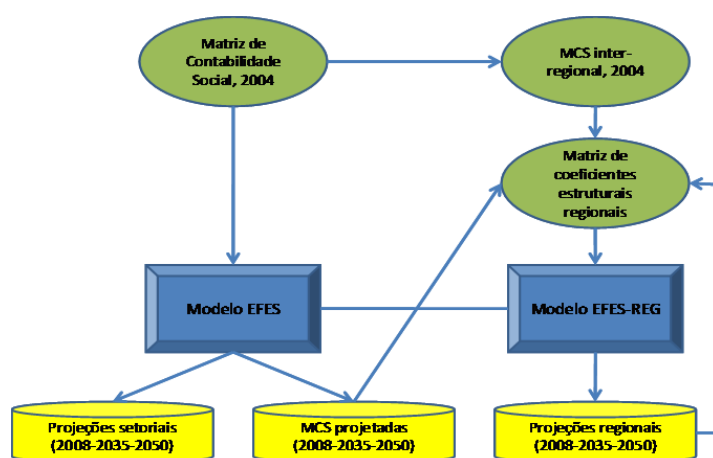 Matriz de
Contabilidade
Social, 2004
MCS inter-
regional, 2004
Matriz de
coeficientes
estruturais
regionais
Modelo EFES
Modelo EFES-REG
Projeções setoriais
(2008-2035-2050)
MCS projetadas
(2008-2035-2050)
Projeções regionais
(2008-2035-2050)